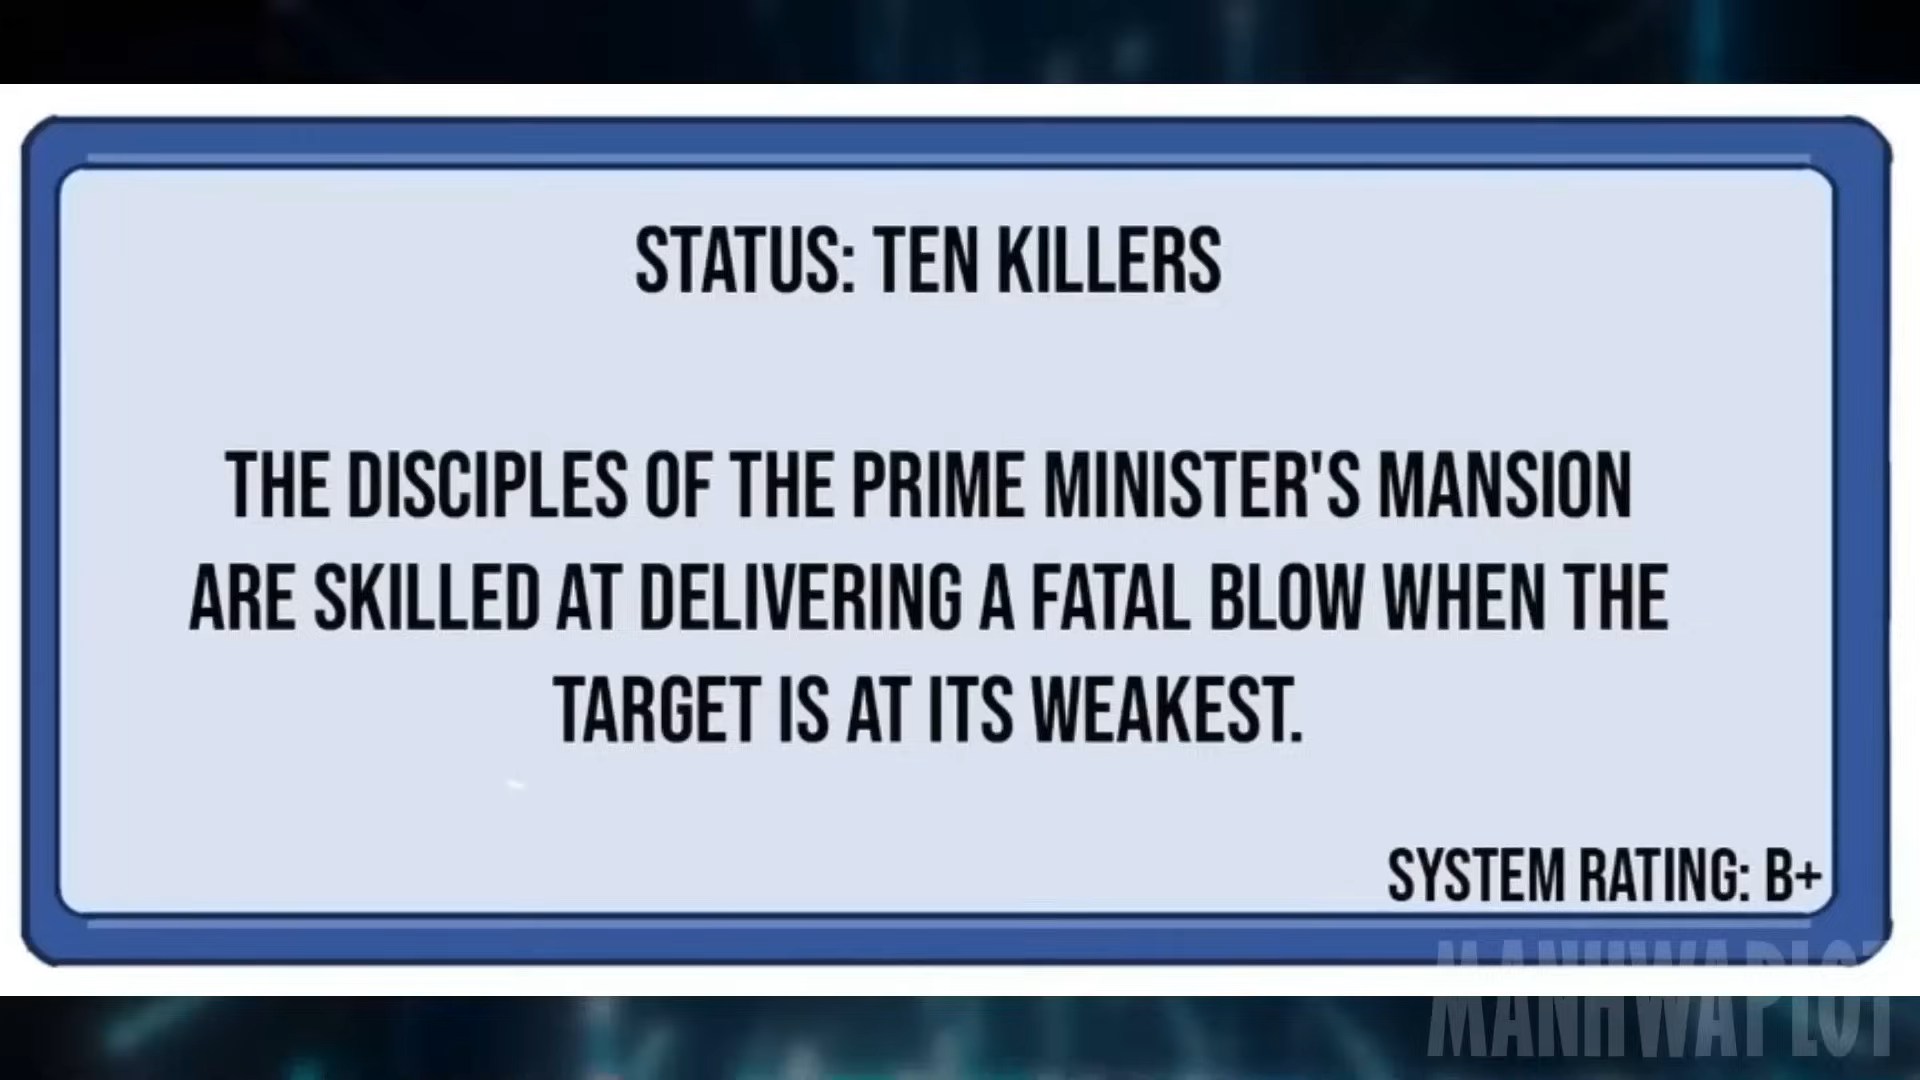 STATUS: TEN KILLERS
THE DISCIPLES OF THE PRIME MINISTER'S MANSION
ARE SKILLED AT DELIVERING A FATAL BLOW WHEN THE
TARGET IS AT ITS WEAKEST.
SYSTEM RATING: B+
MANHWAPLOT